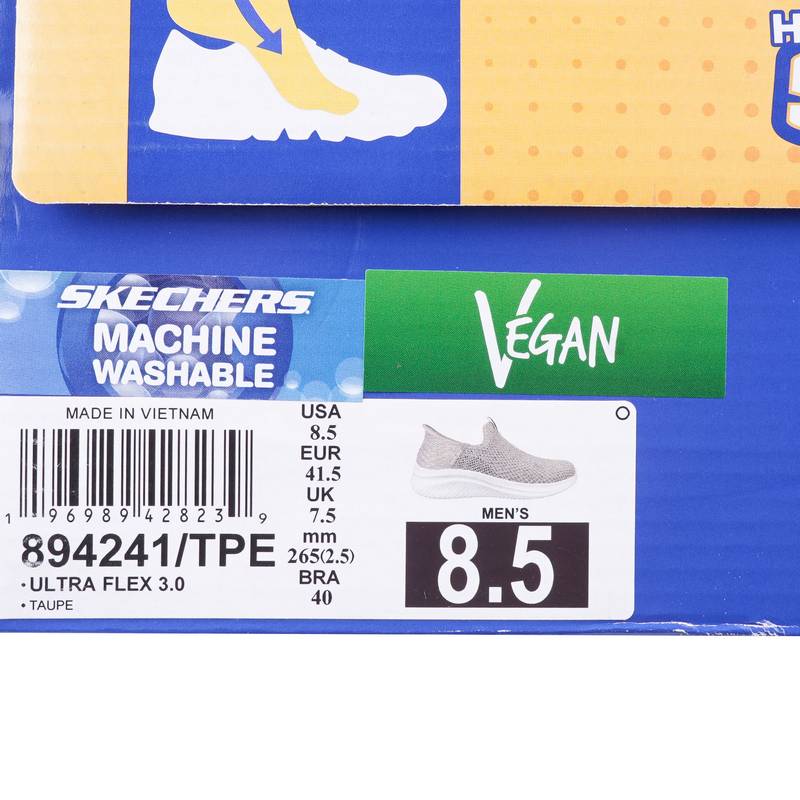 SKECHERS
MACHINE
WASHABLE
VEGAN
MADE IN VIETNAM
1 96989 42823 9
894241/TPE
• ULTRA FLEX 3.0
• TAUPE
USA
8.5
EUR
41.5
UK
7.5
mm
265(2.5)
BRA
40
MEN'S
8.5